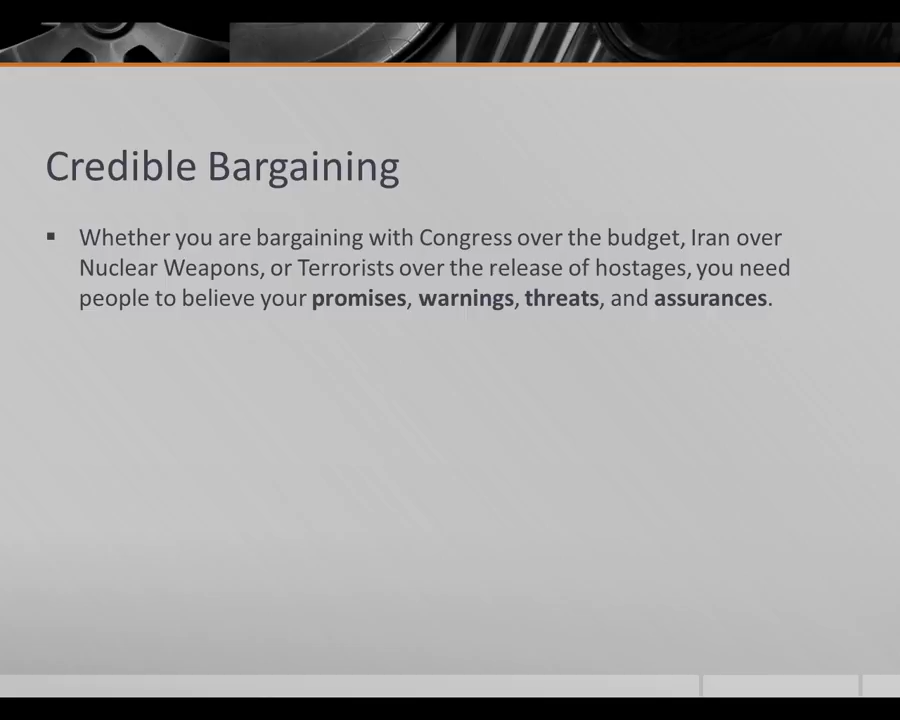 Credible Bargaining
▪ Whether you are bargaining with Congress over the budget, Iran over
Nuclear Weapons, or Terrorists over the release of hostages, you need
people to believe your promises, warnings, threats, and assurances.